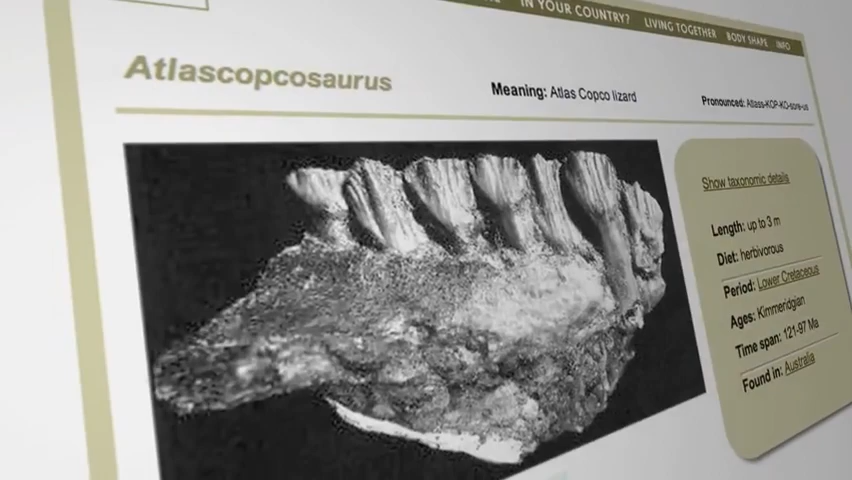 IN YOUR COUNTRY? LIVING TOGETHER BODY SHAPE INFO
Atlascopcosaurus
Meaning: Atlas Copco lizard
Pronounced: Atlass-KOP-KO-sore-us
Show taxonomic details
Length: up to 3 m
Diet: herbivorous
Period: Lower Cretaceous
Ages: Kimmeridgian
Time span: 121-97 Ma
Found in: Australia